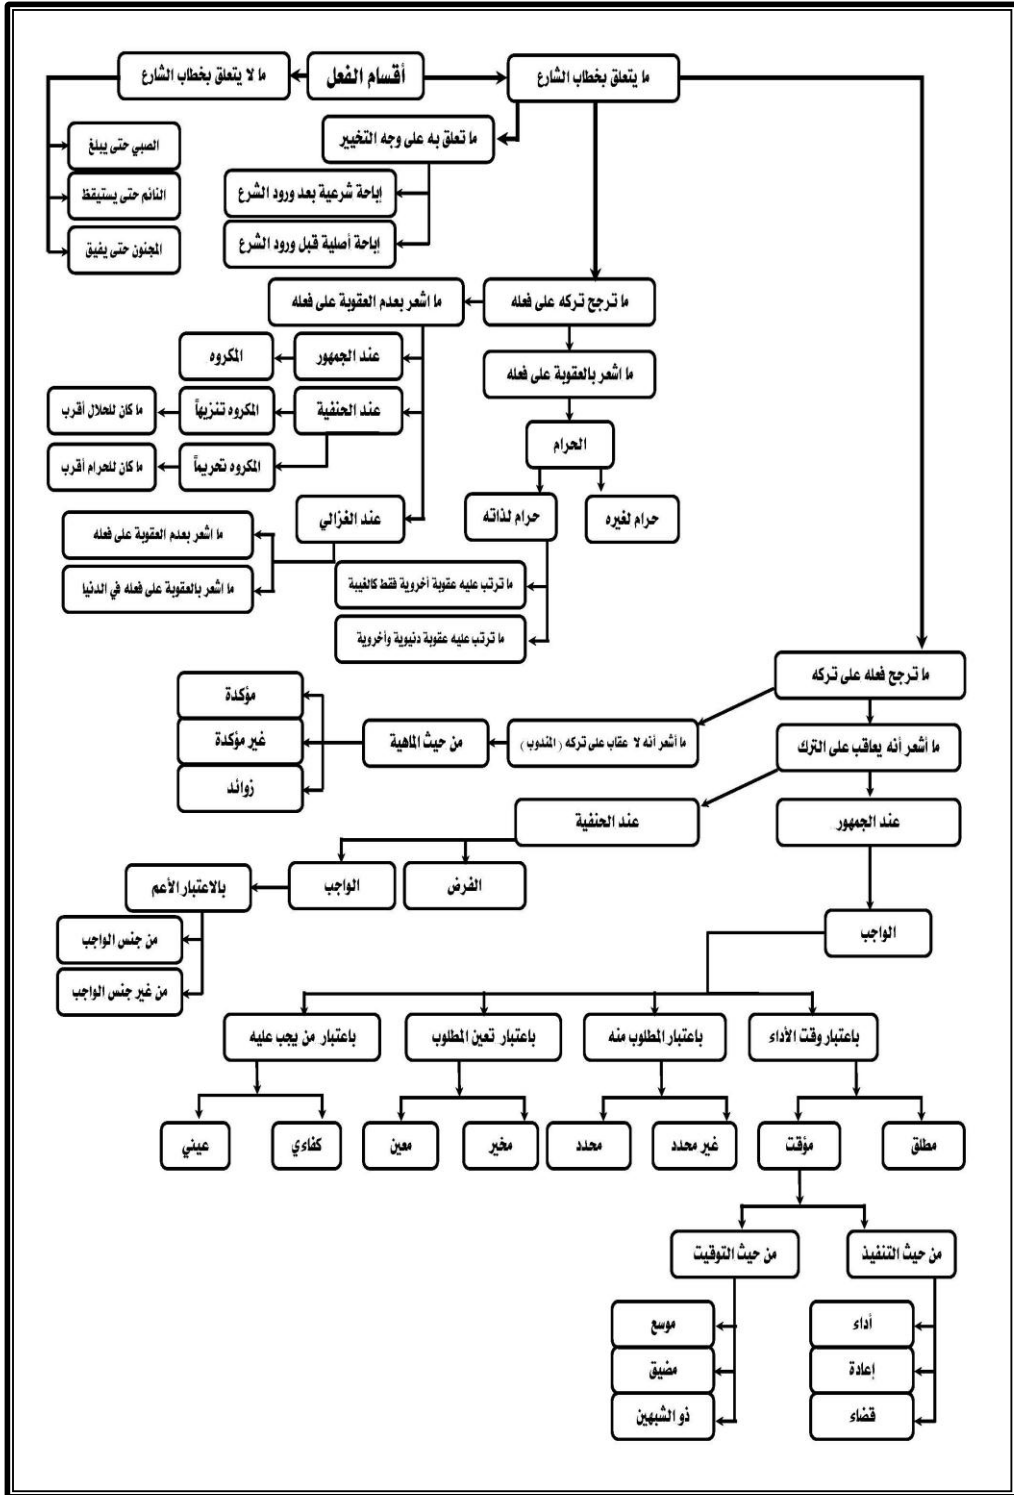 أقسام الفعل
ما يتعلق بخطاب الشارع
ما لا يتعلق بخطاب الشارع
الصبي حتى يبلغ
النائم حتى يستيقظ
المجنون حتى يفيق
ما تعلق به على وجه التخيير
إباحة شرعية بعد ورود الشرع
إباحة أصلية قبل ورود الشرع
ما ترجح تركه على فعله
ما اشعر بعدم العقوبة على فعله
عند الجمهور
المكروه
عند الحنفية
المكروه تنزيهاً
ما كان للحلال أقرب
المكروه تحريماً
ما كان للحرام أقرب
عند الغزالي
ما اشعر بعدم العقوبة على فعله
ما اشعر بالعقوبة على فعله في الدنيا
ما اشعر بالعقوبة على فعله
الحرام
حرام لغيره
حرام لذاته
ما ترتب عليه عقوبة أخروية فقط كالغيبة
ما ترتب عليه عقوبة دنيوية وأخروية
ما ترجح فعله على تركه
ما أشعر أنه لا عقاب على تركه ( المندوب )
من حيث الماهية
مؤكدة
غير مؤكدة
زوائد
ما أشعر أنه يعاقب على الترك
عند الجمهور
عند الحنفية
الفرض
الواجب
بالاعتبار الأعم
من جنس الواجب
من غير جنس الواجب
الواجب
باعتبار وقت الأداء
باعتبار المطلوب منه
باعتبار تعين المطلوب
باعتبار من يجب عليه
مطلق
مؤقت
غير محدد
محدد
مخير
معين
كفاءي
عيني
من حيث التنفيذ
من حيث التوقيت
أداء
إعادة
قضاء
موسع
مضيق
ذو الشبهين